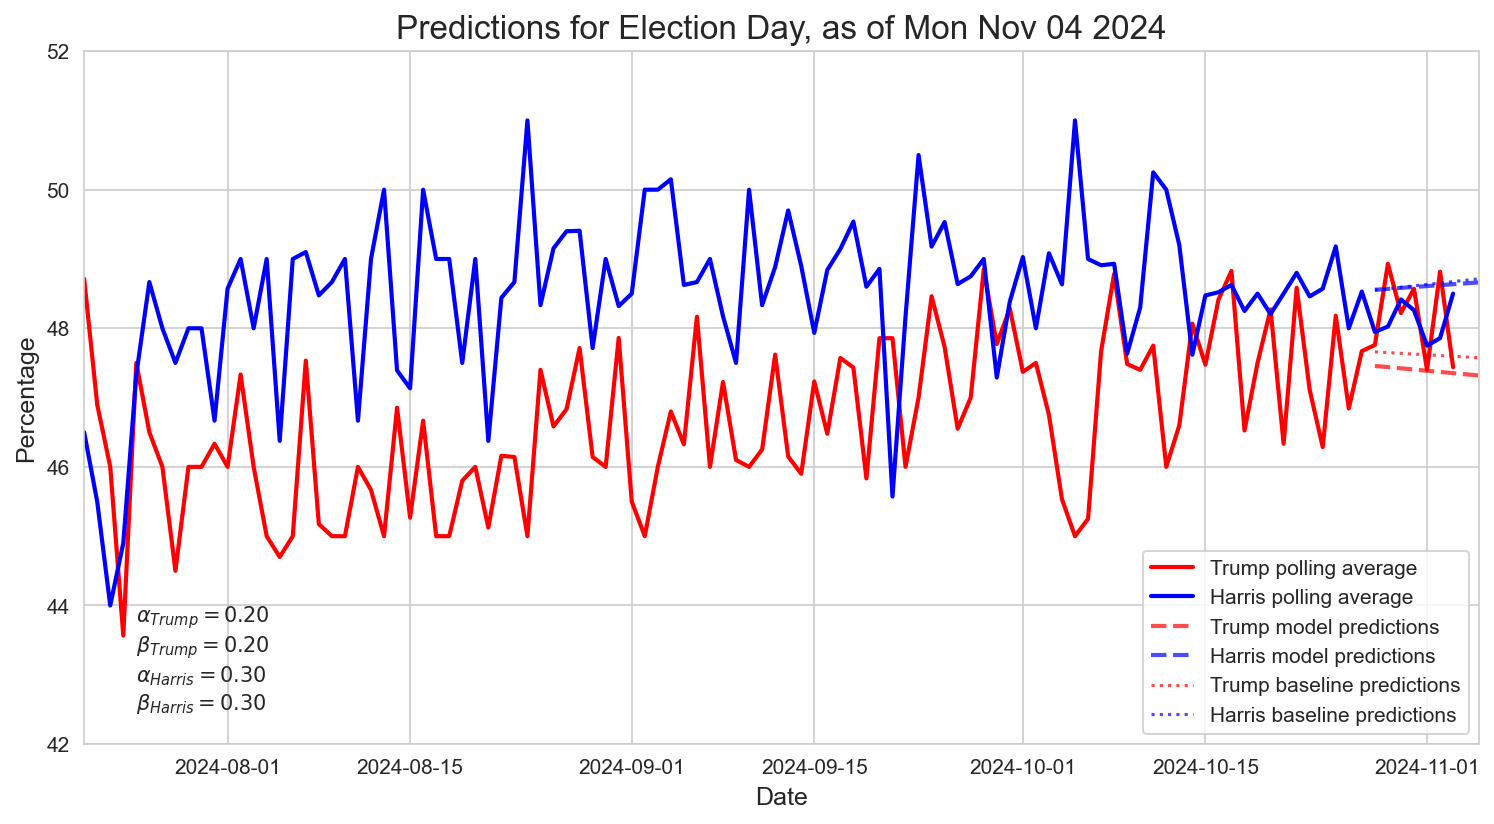 Predictions for Election Day, as of Mon Nov 04 2024
52
50
48
46
44
42
Percentage
α_Trump = 0.20
β_Trump = 0.20
α_Harris = 0.30
β_Harris = 0.30
Trump polling average
Harris polling average
Trump model predictions
Harris model predictions
Trump baseline predictions
Harris baseline predictions
2024-08-01 2024-08-15 2024-09-01 2024-09-15 2024-10-01 2024-10-15 2024-11-01
Date